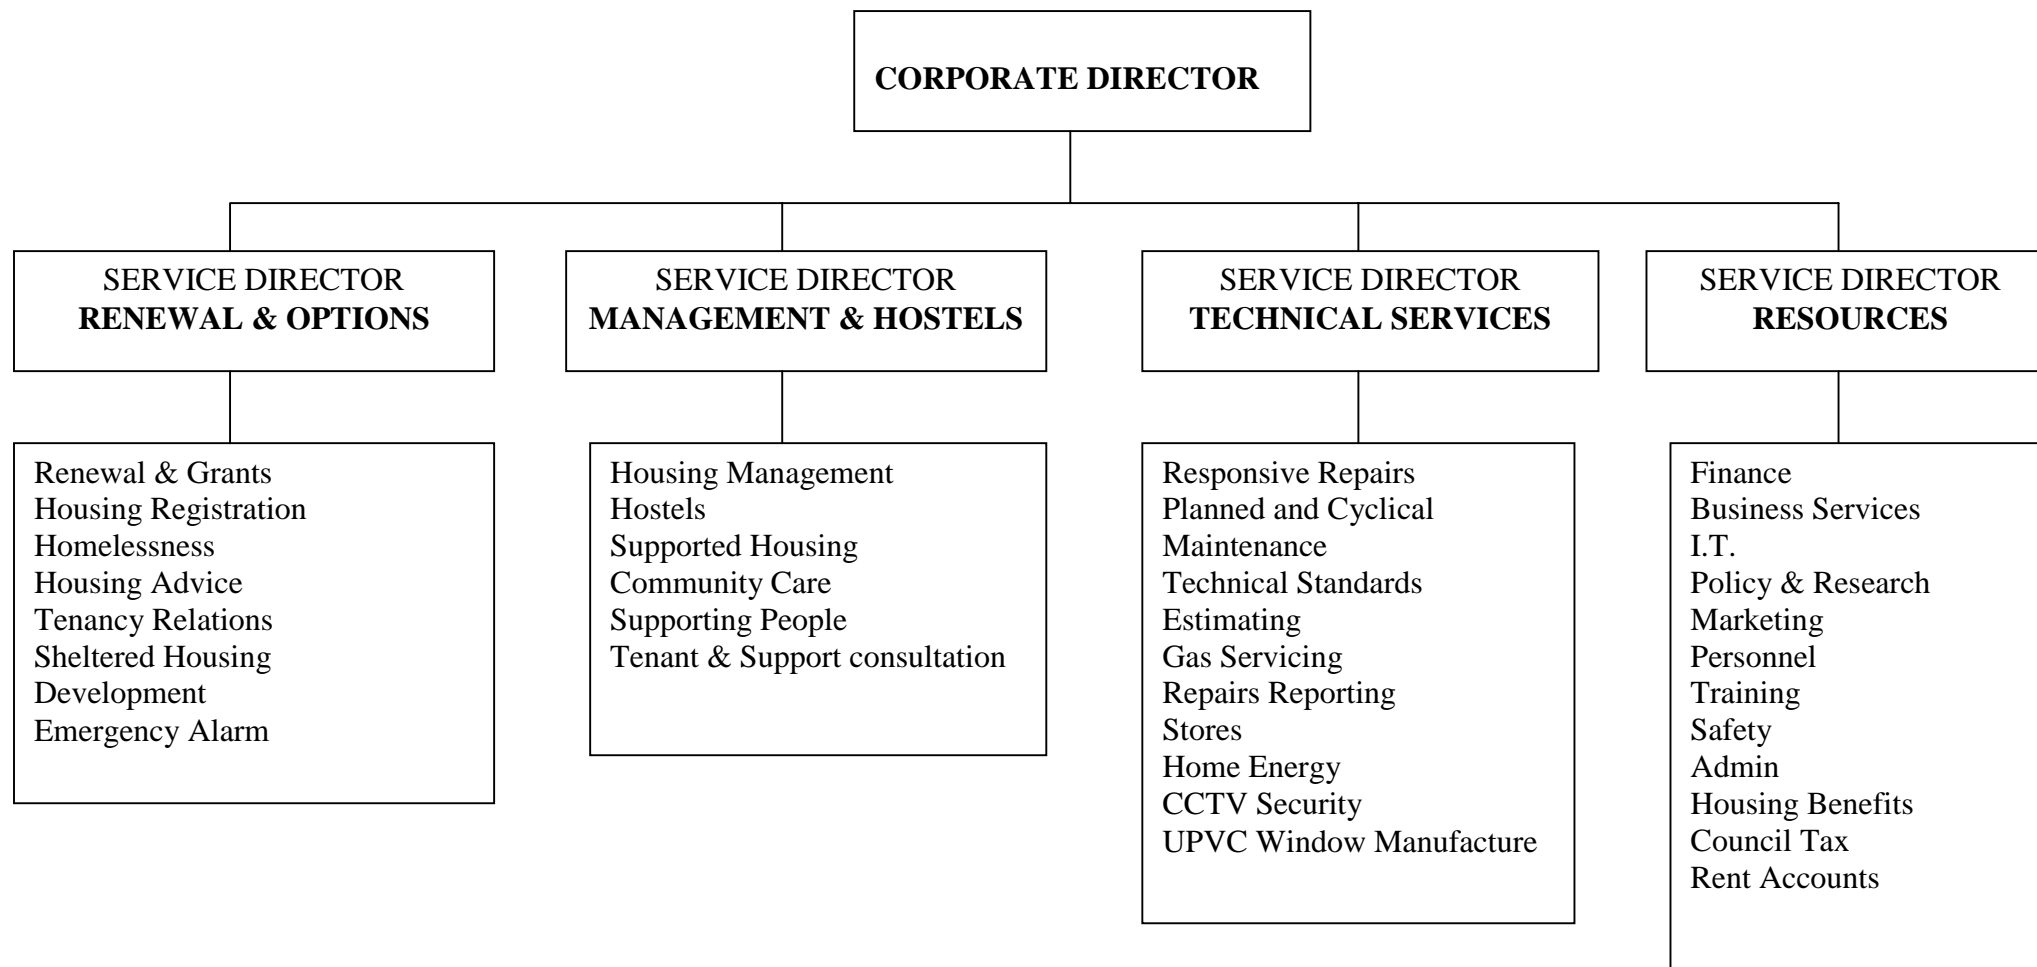 CORPORATE DIRECTOR
SERVICE DIRECTOR
RENEWAL & OPTIONS
SERVICE DIRECTOR
MANAGEMENT & HOSTELS
SERVICE DIRECTOR
TECHNICAL SERVICES
SERVICE DIRECTOR
RESOURCES
Renewal & Grants
Housing Registration
Homelessness
Housing Advice
Tenancy Relations
Sheltered Housing
Development
Emergency Alarm
Housing Management
Hostels
Supported Housing
Community Care
Supporting People
Tenant & Support consultation
Responsive Repairs
Planned and Cyclical
Maintenance
Technical Standards
Estimating
Gas Servicing
Repairs Reporting
Stores
Home Energy
CCTV Security
UPVC Window Manufacture
Finance
Business Services
I.T.
Policy & Research
Marketing
Personnel
Training
Safety
Admin
Housing Benefits
Council Tax
Rent Accounts